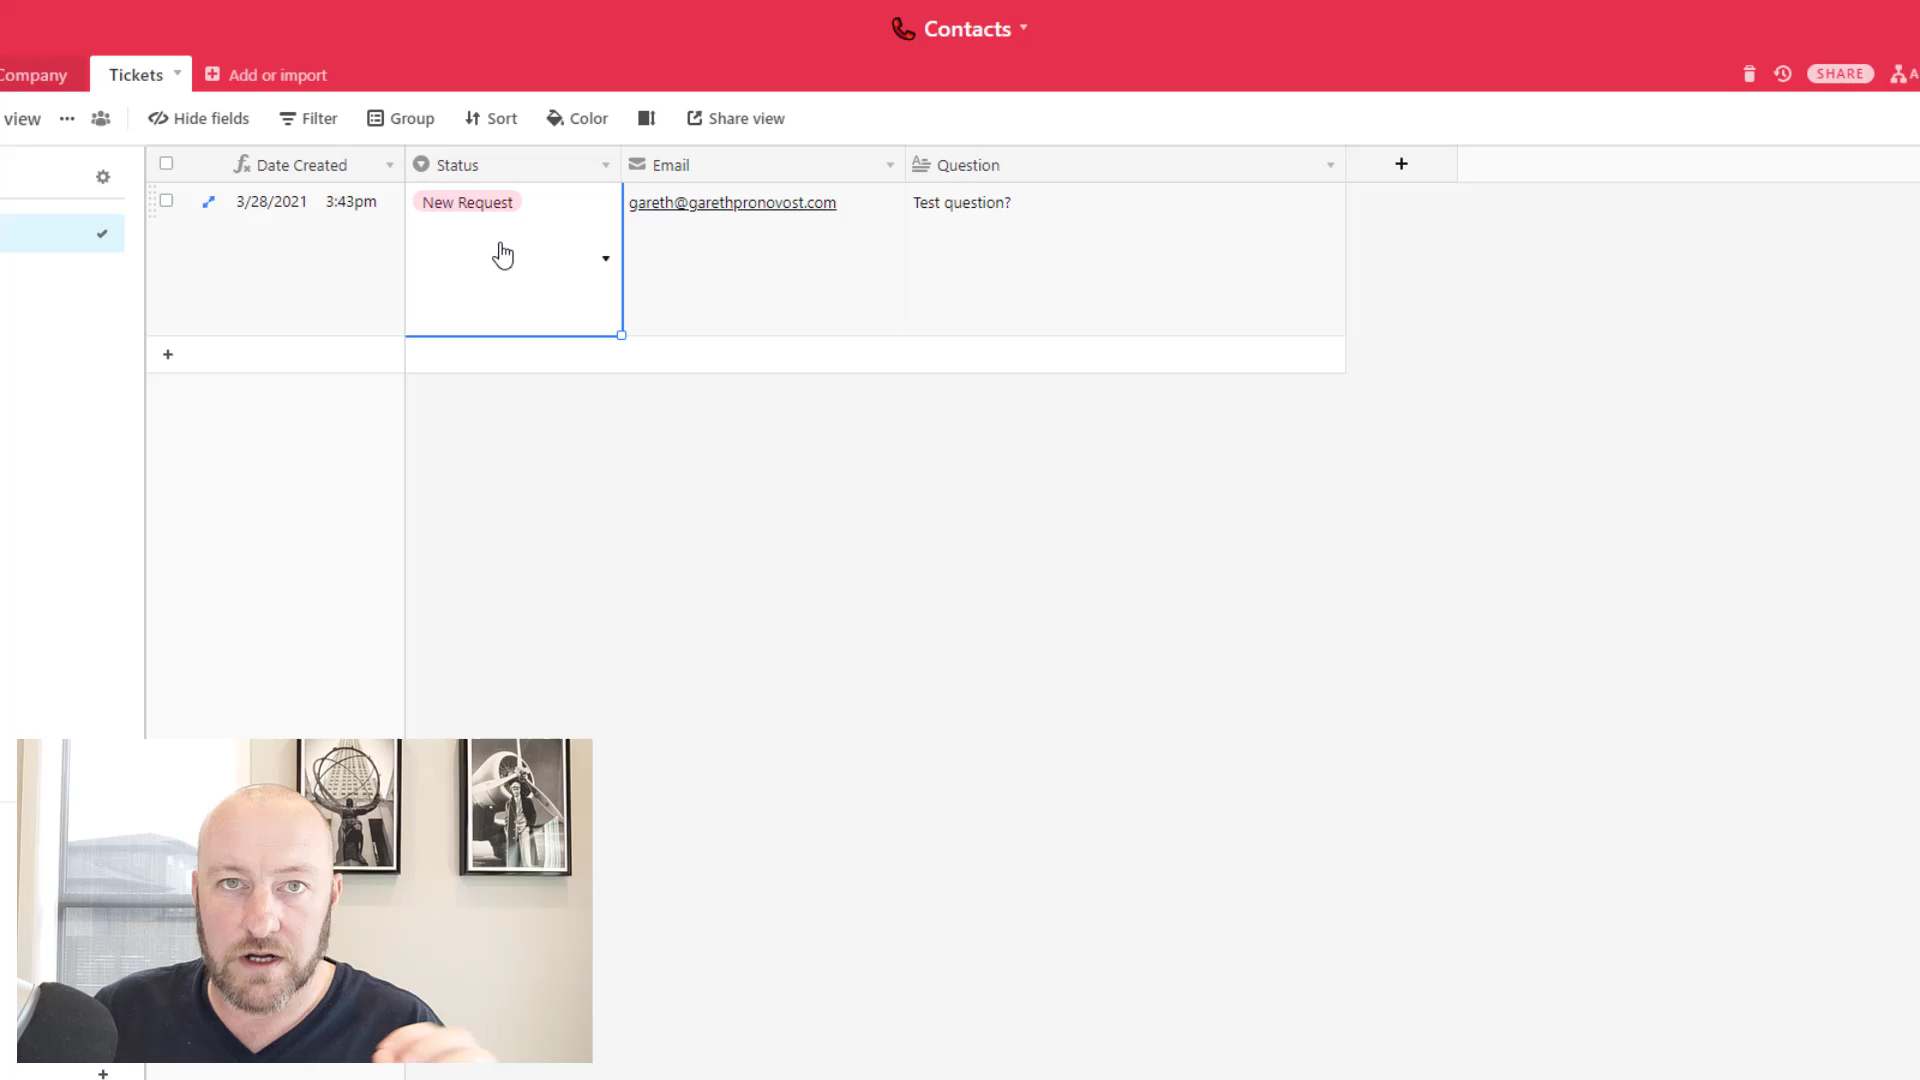 Contacts
Company
Tickets
Add or import
SHARE
A
view
Hide fields
Filter
Group
Sort
Color
Share view
Date Created
Status
Email
Question
3/28/2021 3:43pm
New Request
gareth@garethpronovost.com
Test question?